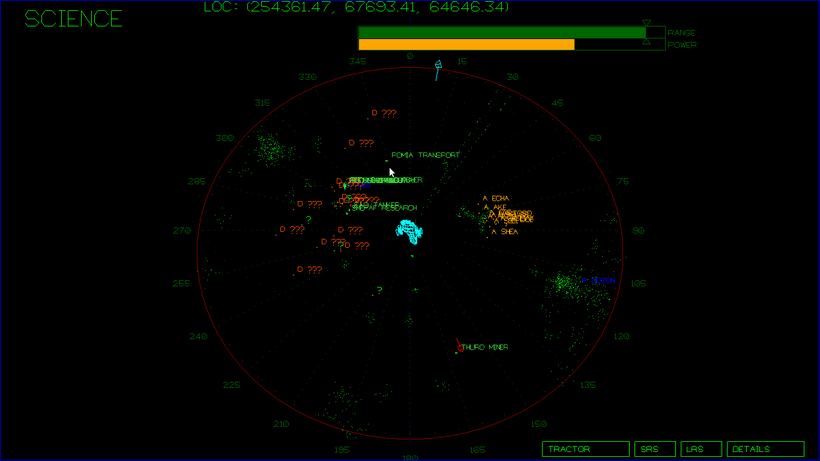 SCIENCE
LOC: (254361.47, 67693.41, 64646.34)
RANGE
POWER
345
0
15
330
30
315
45
300
60
285
75
270
90
255
105
240
120
225
135
210
150
195
180
165
D ???
D ???
POMIA TRANSPORT
D ???
D ???
D ???
D ???
D ???
D ???
D ???
?
?
A ECHA
A AKE
A SHEA
THURD MINER
TRACTOR
SRS
LRS
DETAILS